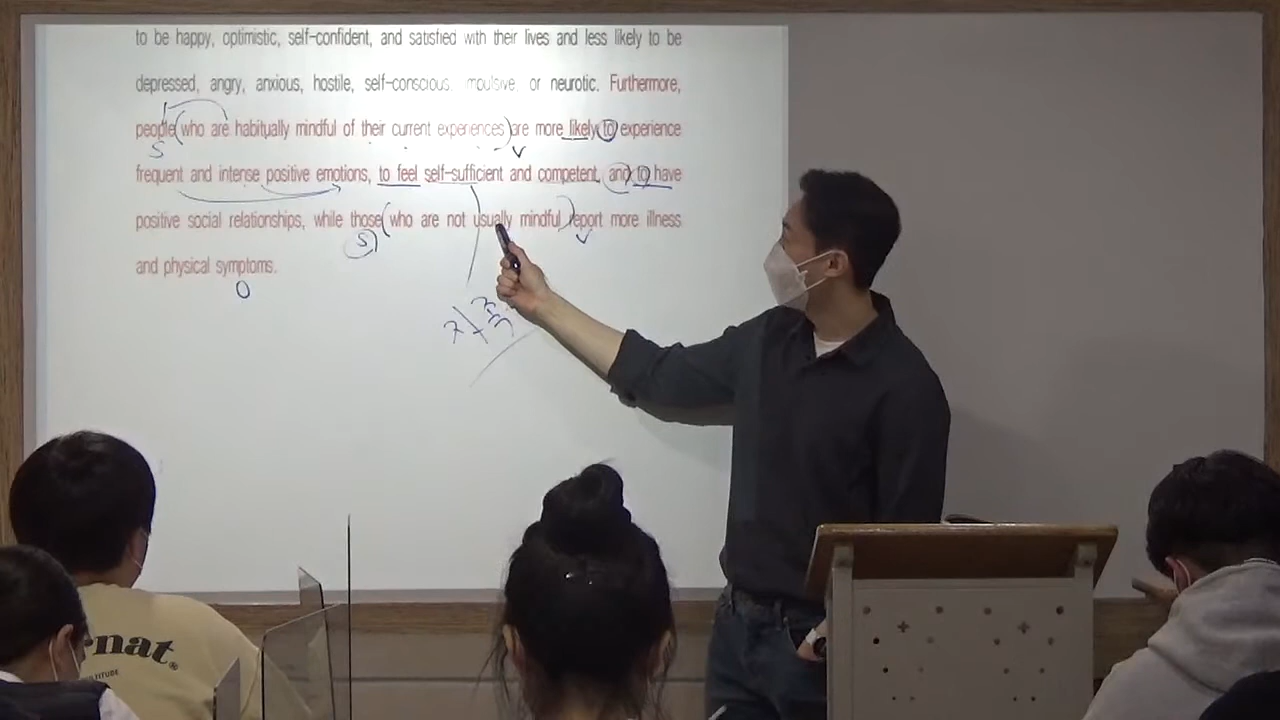 to be happy, optimistic, self-confident, and satisfied with their lives and less likely to be
depressed, angry, anxious, hostile, self-conscious, impulsive, or neurotic. Furthermore,
people who are habitually mindful of their current experiences are more likely to experience
S
frequent and intense positive emotions, to feel self-sufficient and competent, and to have
positive social relationships, while those who are not usually mindful report more illness
S
and physical symptoms.
O
rnat®